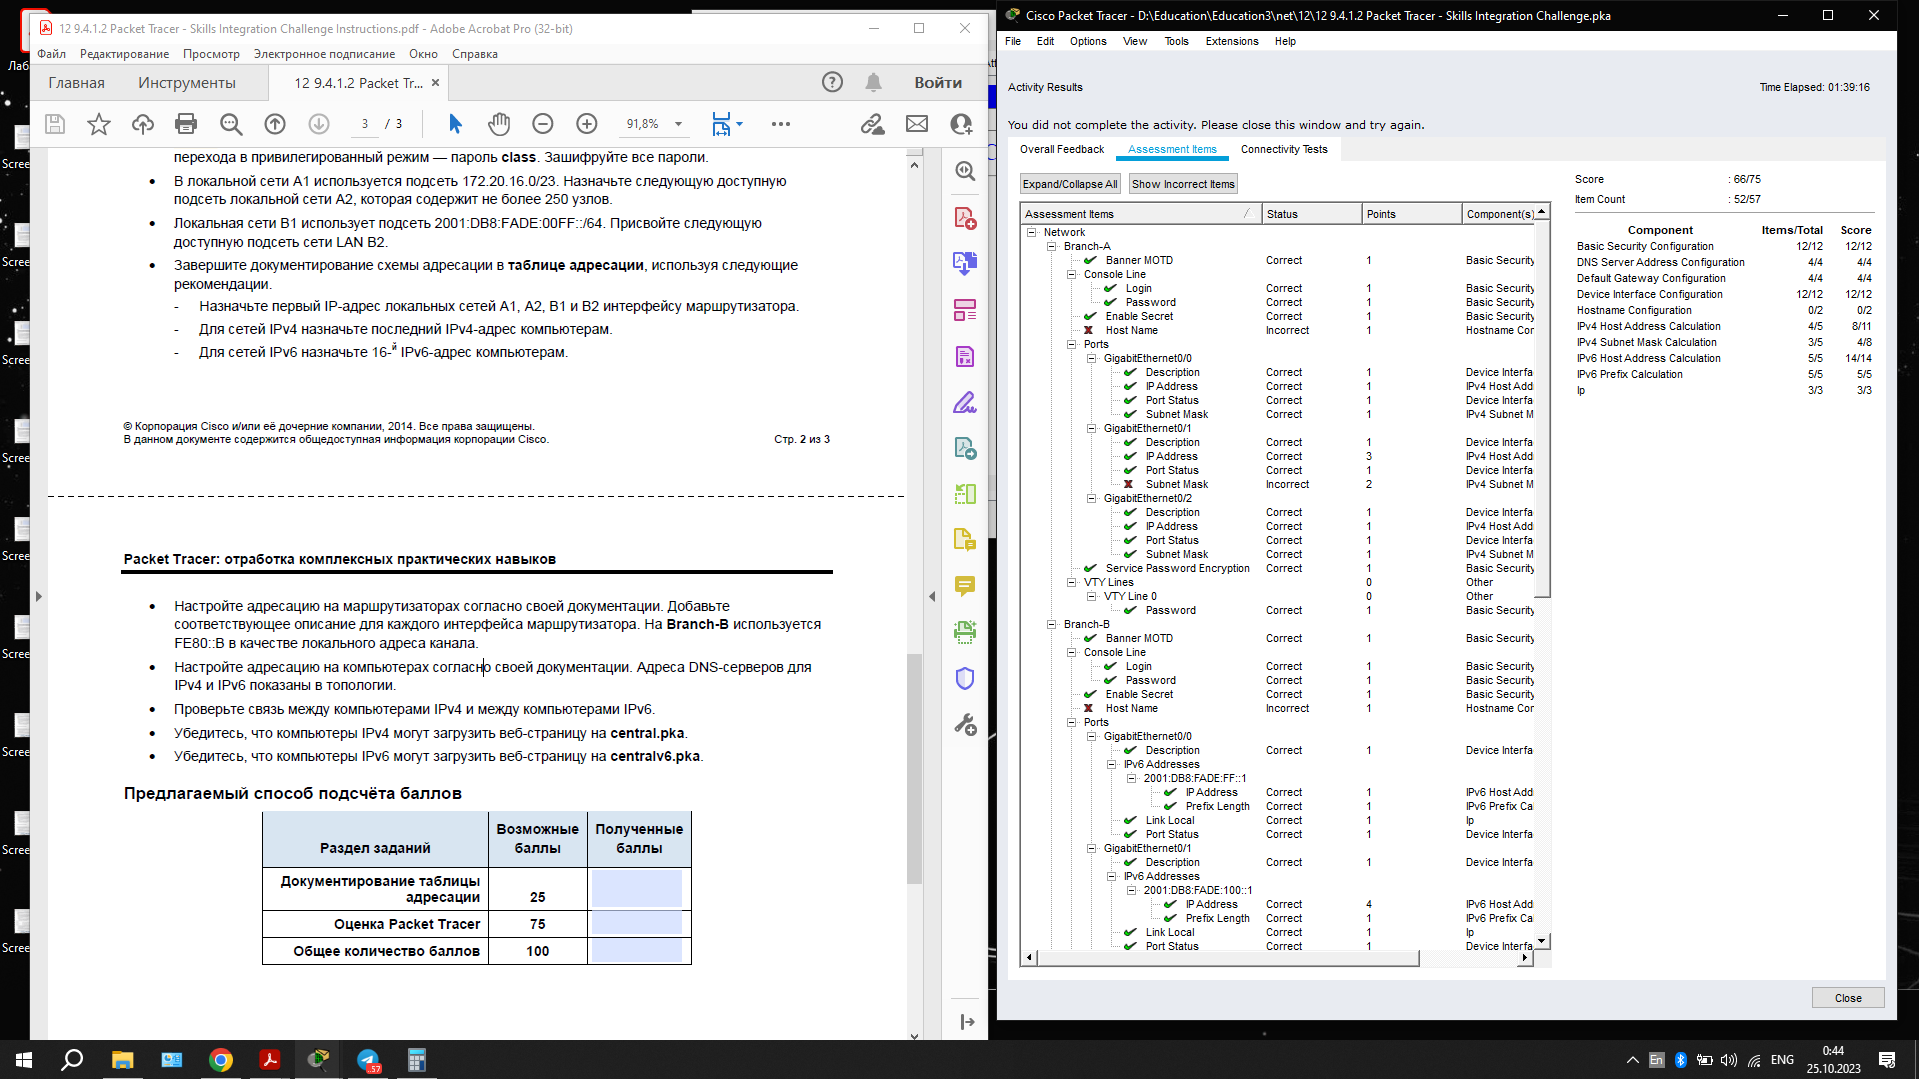 12 9.4.1.2 Packet Tracer - Skills Integration Challenge Instructions.pdf - Adobe Acrobat Pro (32-bit)
Файл Редактирование Просмотр Электронное подписание Окно Справка
Главная Инструменты 12 9.4.1.2 Packet Tr... × Войти
3 / 3 91,8%
перехода в привилегированный режим — пароль class. Зашифруйте все пароли.
• В локальной сети A1 используется подсеть 172.20.16.0/23. Назначьте следующую доступную
подсеть локальной сети A2, которая содержит не более 250 узлов.
• Локальная сети B1 использует подсеть 2001:DB8:FADE:00FF::/64. Присвойте следующую
доступную подсеть сети LAN B2.
• Завершите документирование схемы адресации в таблице адресации, используя следующие
рекомендации.
- Назначьте первый IP-адрес локальных сетей A1, A2, B1 и B2 интерфейсу маршрутизатора.
- Для сетей IPv4 назначьте последний IPv4-адрес компьютерам.
- Для сетей IPv6 назначьте 16-й IPv6-адрес компьютерам.
© Корпорация Cisco и/или её дочерние компании, 2014. Все права защищены.
В данном документе содержится общедоступная информация корпорации Cisco. Стр. 2 из 3
Packet Tracer: отработка комплексных практических навыков
• Настройте адресацию на маршрутизаторах согласно своей документации. Добавьте
соответствующее описание для каждого интерфейса маршрутизатора. На Branch-B используется
FE80::B в качестве локального адреса канала.
• Настройте адресацию на компьютерах согласно своей документации. Адреса DNS-серверов для
IPv4 и IPv6 показаны в топологии.
• Проверьте связь между компьютерами IPv4 и между компьютерами IPv6.
• Убедитесь, что компьютеры IPv4 могут загрузить веб-страницу на central.pka.
• Убедитесь, что компьютеры IPv6 могут загрузить веб-страницу на centralv6.pka.
Предлагаемый способ подсчёта баллов
Раздел заданий Возможные баллы Полученные баллы
Документирование таблицы адресации 25
Оценка Packet Tracer 75
Общее количество баллов 100
Cisco Packet Tracer - D:\Education\Education3\net\12\12 9.4.1.2 Packet Tracer - Skills Integration Challenge.pka
File Edit Options View Tools Extensions Help
Activity Results Time Elapsed: 01:39:16
You did not complete the activity. Please close this window and try again.
Overall Feedback Assessment Items Connectivity Tests
Expand/Collapse All Show Incorrect Items
Assessment Items Status Points Component(s)
Network
Branch-A
Banner MOTD Correct 1 Basic Security
Console Line
Login Correct 1 Basic Security
Password Correct 1 Basic Security
Enable Secret Correct 1 Basic Security
Host Name Incorrect 1 Hostname Cor
Ports
GigabitEthernet0/0
Description Correct 1 Device Interfa
IP Address Correct 1 IPv4 Host Add
Port Status Correct 1 Device Interfa
Subnet Mask Correct 1 IPv4 Subnet M
GigabitEthernet0/1
Description Correct 1 Device Interfa
IP Address Correct 3 IPv4 Host Add
Port Status Correct 1 Device Interfa
Subnet Mask Incorrect 2 IPv4 Subnet M
GigabitEthernet0/2
Description Correct 1 Device Interfa
IP Address Correct 1 IPv4 Host Add
Port Status Correct 1 Device Interfa
Subnet Mask Correct 1 IPv4 Subnet M
Service Password Encryption Correct 1 Basic Security
VTY Lines 0 Other
VTY Line 0 0 Other
Password Correct 1 Basic Security
Branch-B
Banner MOTD Correct 1 Basic Security
Console Line
Login Correct 1 Basic Security
Password Correct 1 Basic Security
Enable Secret Correct 1 Basic Security
Host Name Incorrect 1 Hostname Cor
Ports
GigabitEthernet0/0
Description Correct 1 Device Interfa
IPv6 Addresses
2001:DB8:FADE:FF::1
IP Address Correct 1 IPv6 Host Add
Prefix Length Correct 1 IPv6 Prefix Ca
Link Local Correct 1 Ip
Port Status Correct 1 Device Interfa
GigabitEthernet0/1
Description Correct 1 Device Interfa
IPv6 Addresses
2001:DB8:FADE:100::1
IP Address Correct 4 IPv6 Host Add
Prefix Length Correct 1 IPv6 Prefix Ca
Link Local Correct 1 Ip
Port Status Correct 1 Device Interfa
Score : 66/75
Item Count : 52/57
Component Items/Total Score
Basic Security Configuration 12/12 12/12
DNS Server Address Configuration 4/4 4/4
Default Gateway Configuration 4/4 4/4
Device Interface Configuration 12/12 12/12
Hostname Configuration 0/2 0/2
IPv4 Host Address Calculation 4/5 8/11
IPv4 Subnet Mask Calculation 3/5 4/8
IPv6 Host Address Calculation 5/5 14/14
IPv6 Prefix Calculation 5/5 5/5
Ip 3/3 3/3
Close
Лаб
Scree
Scree
Scree
Scree
Scree
Scree
Scree
Scree
Scree
57
En ENG 0:44
25.10.2023